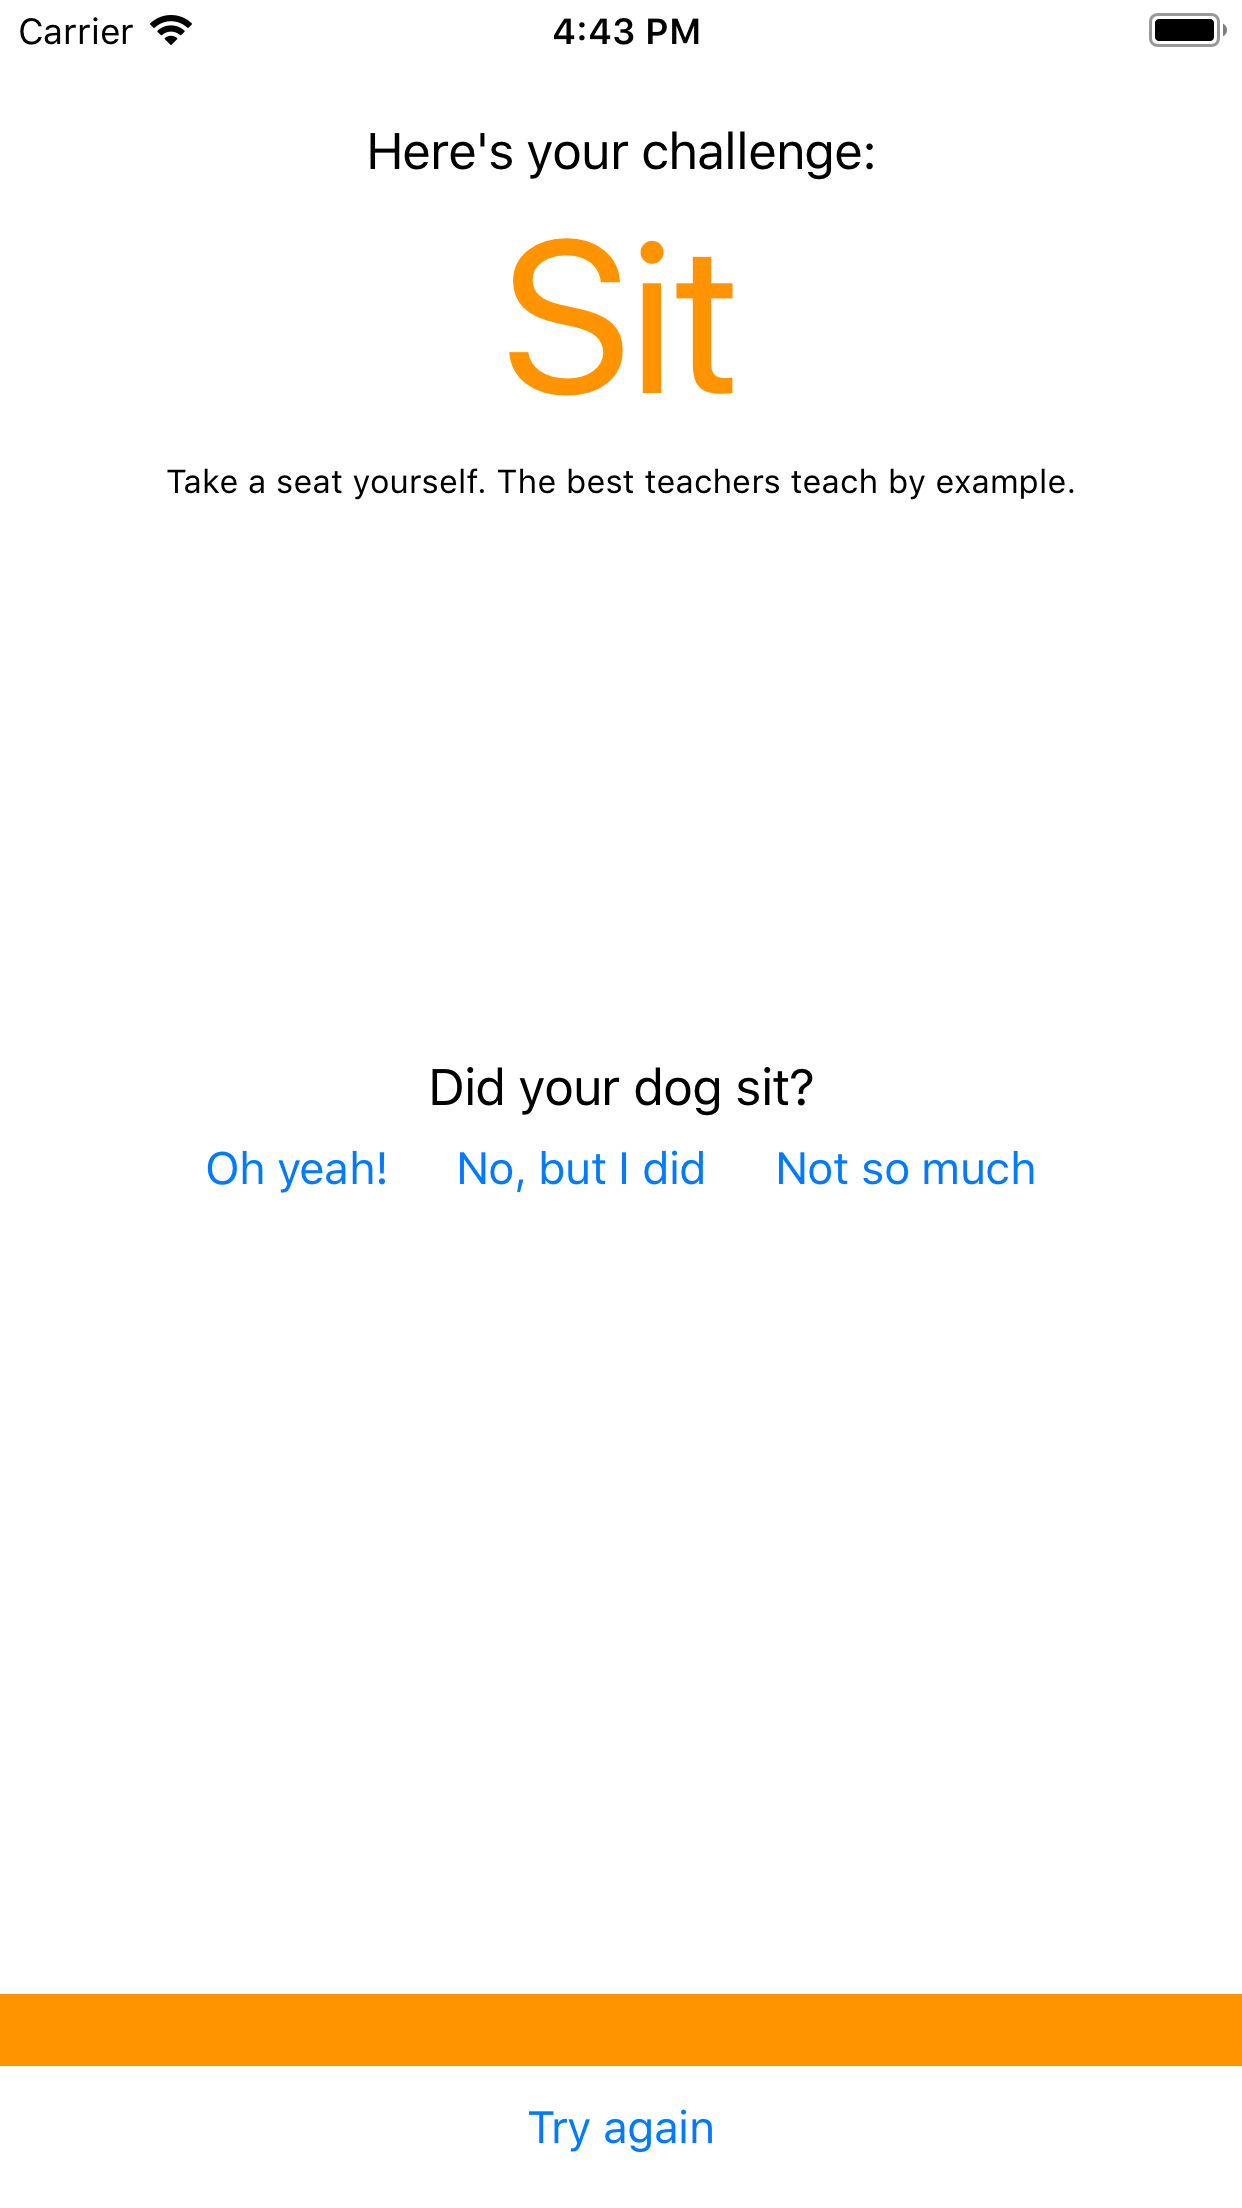 Carrier 4:43 PM
Here's your challenge:
Sit
Take a seat yourself. The best teachers teach by example.
Did your dog sit?
Oh yeah! No, but I did Not so much
Try again